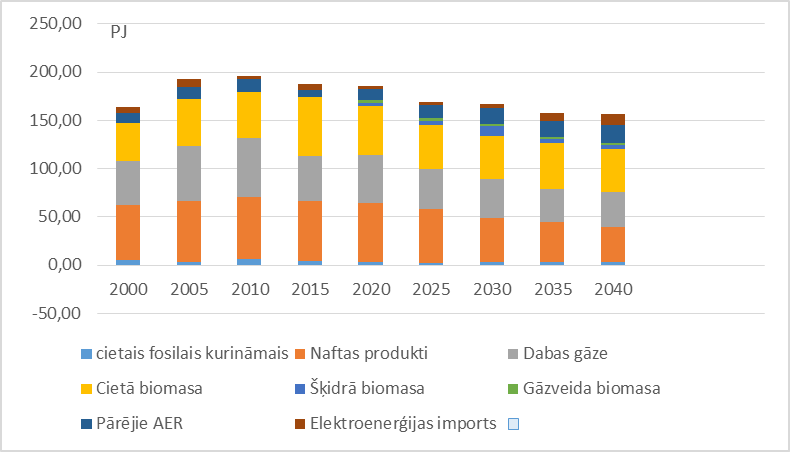 250,00
PJ
200,00
150,00
100,00
50,00
0,00
2000 2005 2010 2015 2020 2025 2030 2035 2040
-50,00
cietais fosilais kurināmais Naftas produkti Dabas gāze
Cietā biomasa Šķidrā biomasa Gāzveida biomasa
Pārējie AER Elektroenerģijas imports